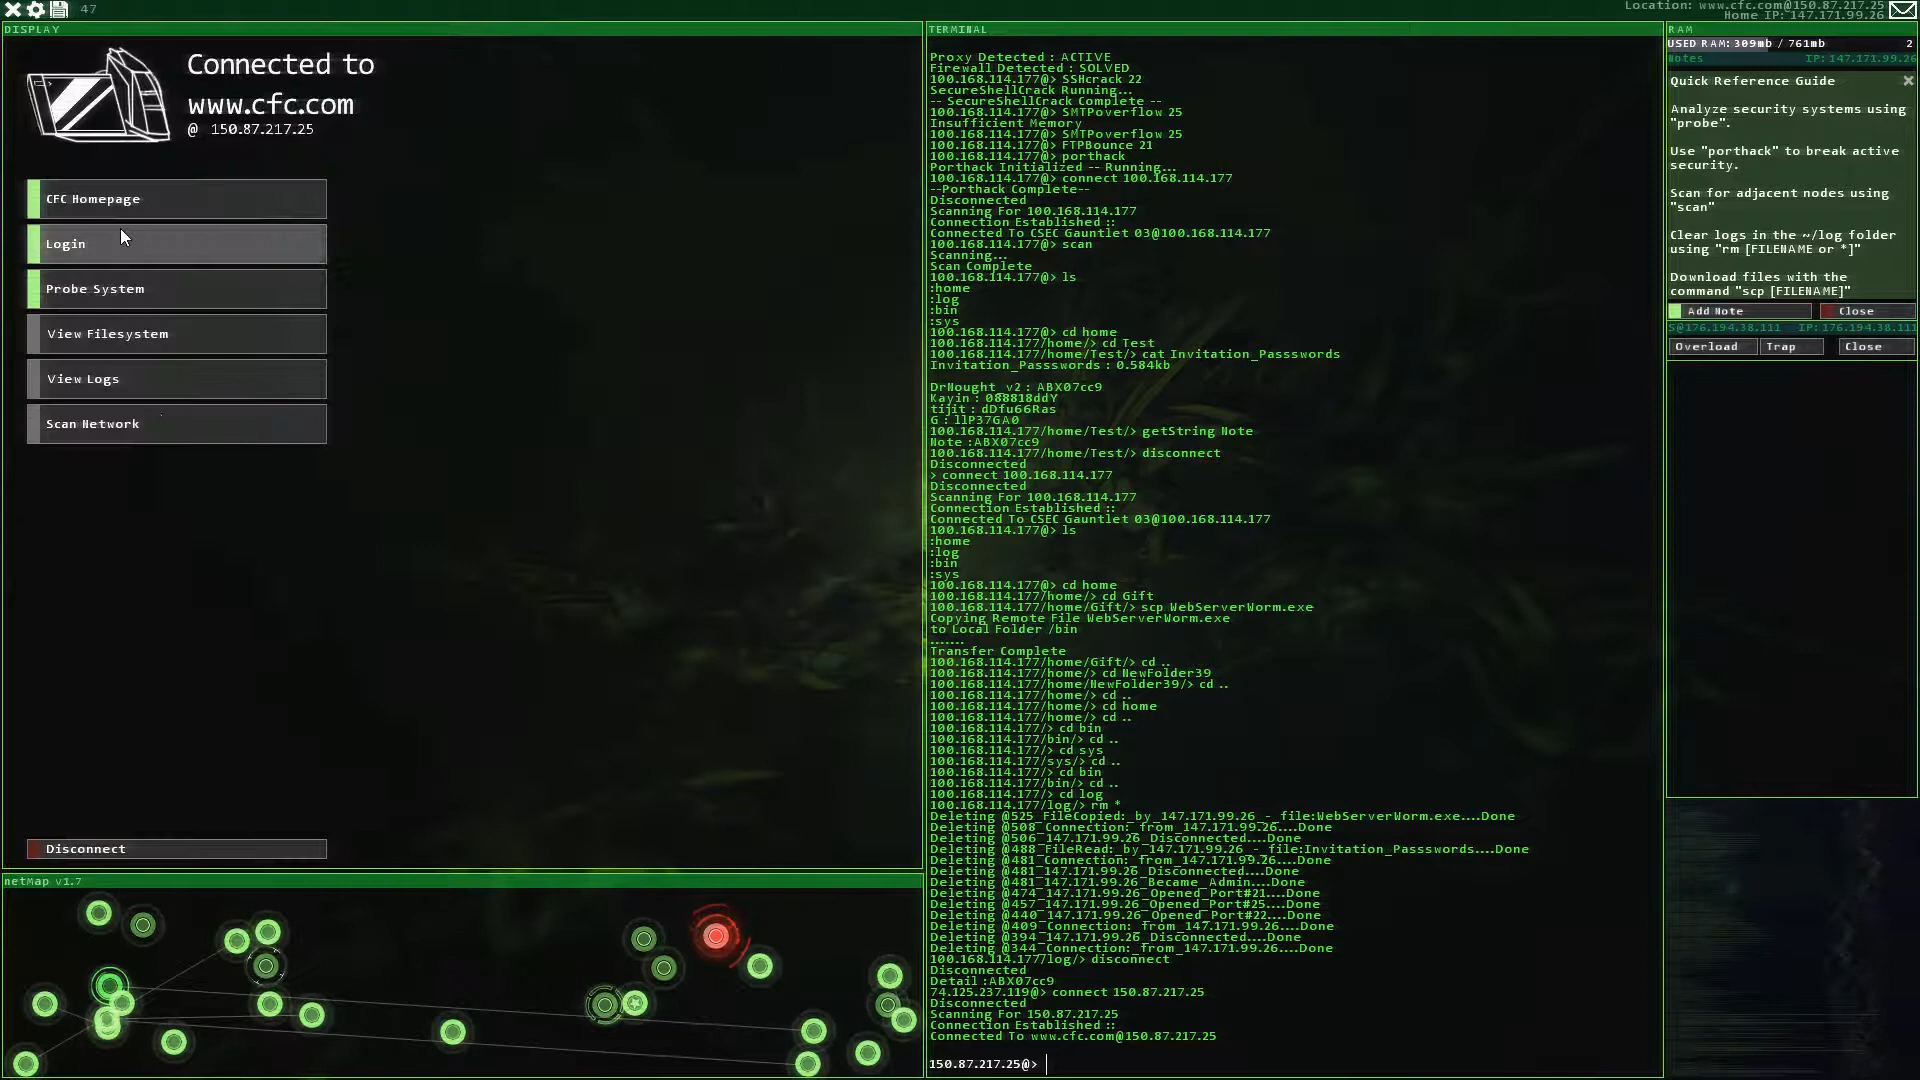 47
Location: www.cfc.com@150.87.217.25
Home IP: 147.171.99.26
DISPLAY
Connected to
www.cfc.com
@ 150.87.217.25
CFC Homepage
Login
Probe System
View Filesystem
View Logs
Scan Network
Disconnect
netMap v1.7
TERMINAL
Proxy Detected : ACTIVE
Firewall Detected : SOLVED
100.168.114.177@> SSHcrack 22
SecureShellCrack Running...
-- SecureShellCrack Complete --
100.168.114.177@> SMTPoverflow 25
Insufficient Memory
100.168.114.177@> SMTPoverflow 25
100.168.114.177@> FTPBounce 21
100.168.114.177@> porthack
Porthack Initialized -- Running...
100.168.114.177@> connect 100.168.114.177
--Porthack Complete--
Disconnected
Scanning For 100.168.114.177
Connection Established ::
Connected To CSEC Gauntlet 03@100.168.114.177
100.168.114.177@> scan
Scanning...
Scan Complete
100.168.114.177@> ls
:home
:log
:bin
:sys
100.168.114.177@> cd home
100.168.114.177/home/> cd Test
100.168.114.177/home/Test/> cat Invitation_Passswords
Invitation_Passswords : 0.584kb
DrNought_v2 : ABX07cc9
Kayin : 088818ddY
tijit : dDfu66Ras
G : llP37GA0
100.168.114.177/home/Test/> getString Note
Note :ABX07cc9
100.168.114.177/home/Test/> disconnect
Disconnected
> connect 100.168.114.177
Disconnected
Scanning For 100.168.114.177
Connection Established ::
Connected To CSEC Gauntlet 03@100.168.114.177
100.168.114.177@> ls
:home
:log
:bin
:sys
100.168.114.177@> cd home
100.168.114.177/home/> cd Gift
100.168.114.177/home/Gift/> scp WebServerWorm.exe
Copying Remote File WebServerWorm.exe
to Local Folder /bin
.......
Transfer Complete
100.168.114.177/home/Gift/> cd ..
100.168.114.177/home/> cd NewFolder39
100.168.114.177/home/NewFolder39/> cd ..
100.168.114.177/home/> cd ..
100.168.114.177/home/> cd home
100.168.114.177/home/> cd ..
100.168.114.177/> cd bin
100.168.114.177/bin/> cd ..
100.168.114.177/> cd sys
100.168.114.177/sys/> cd ..
100.168.114.177/> cd bin
100.168.114.177/bin/> cd ..
100.168.114.177/> cd log
100.168.114.177/log/> rm *
Deleting @525_FileCopied:_by_147.171.99.26_-_file:WebServerWorm.exe....Done
Deleting @508_Connection:_from_147.171.99.26....Done
Deleting @506_147.171.99.26_Disconnected....Done
Deleting @488_FileRead:_by_147.171.99.26_-_file:Invitation_Passswords....Done
Deleting @481_Connection:_from_147.171.99.26....Done
Deleting @481_147.171.99.26_Disconnected....Done
Deleting @481_147.171.99.26_Became_Admin....Done
Deleting @474_147.171.99.26_Opened_Port#21....Done
Deleting @457_147.171.99.26_Opened_Port#25....Done
Deleting @440_147.171.99.26_Opened_Port#22....Done
Deleting @409_Connection:_from_147.171.99.26....Done
Deleting @394_147.171.99.26_Disconnected....Done
Deleting @344_Connection:_from_147.171.99.26....Done
100.168.114.177/log/> disconnect
Disconnected
Detail :ABX07cc9
74.125.237.119@> connect 150.87.217.25
Disconnected
Scanning For 150.87.217.25
Connection Established ::
Connected To www.cfc.com@150.87.217.25
150.87.217.25@>
RAM
USED RAM: 309mb / 761mb 2
Notes IP: 147.171.99.26
Quick Reference Guide
Analyze security systems using
"probe".
Use "porthack" to break active
security.
Scan for adjacent nodes using
"scan"
Clear logs in the ~/log folder
using "rm [FILENAME or *]"
Download files with the
command "scp [FILENAME]"
Add Note Close
S@176.194.38.111 IP: 176.194.38.111
Overload Trap Close